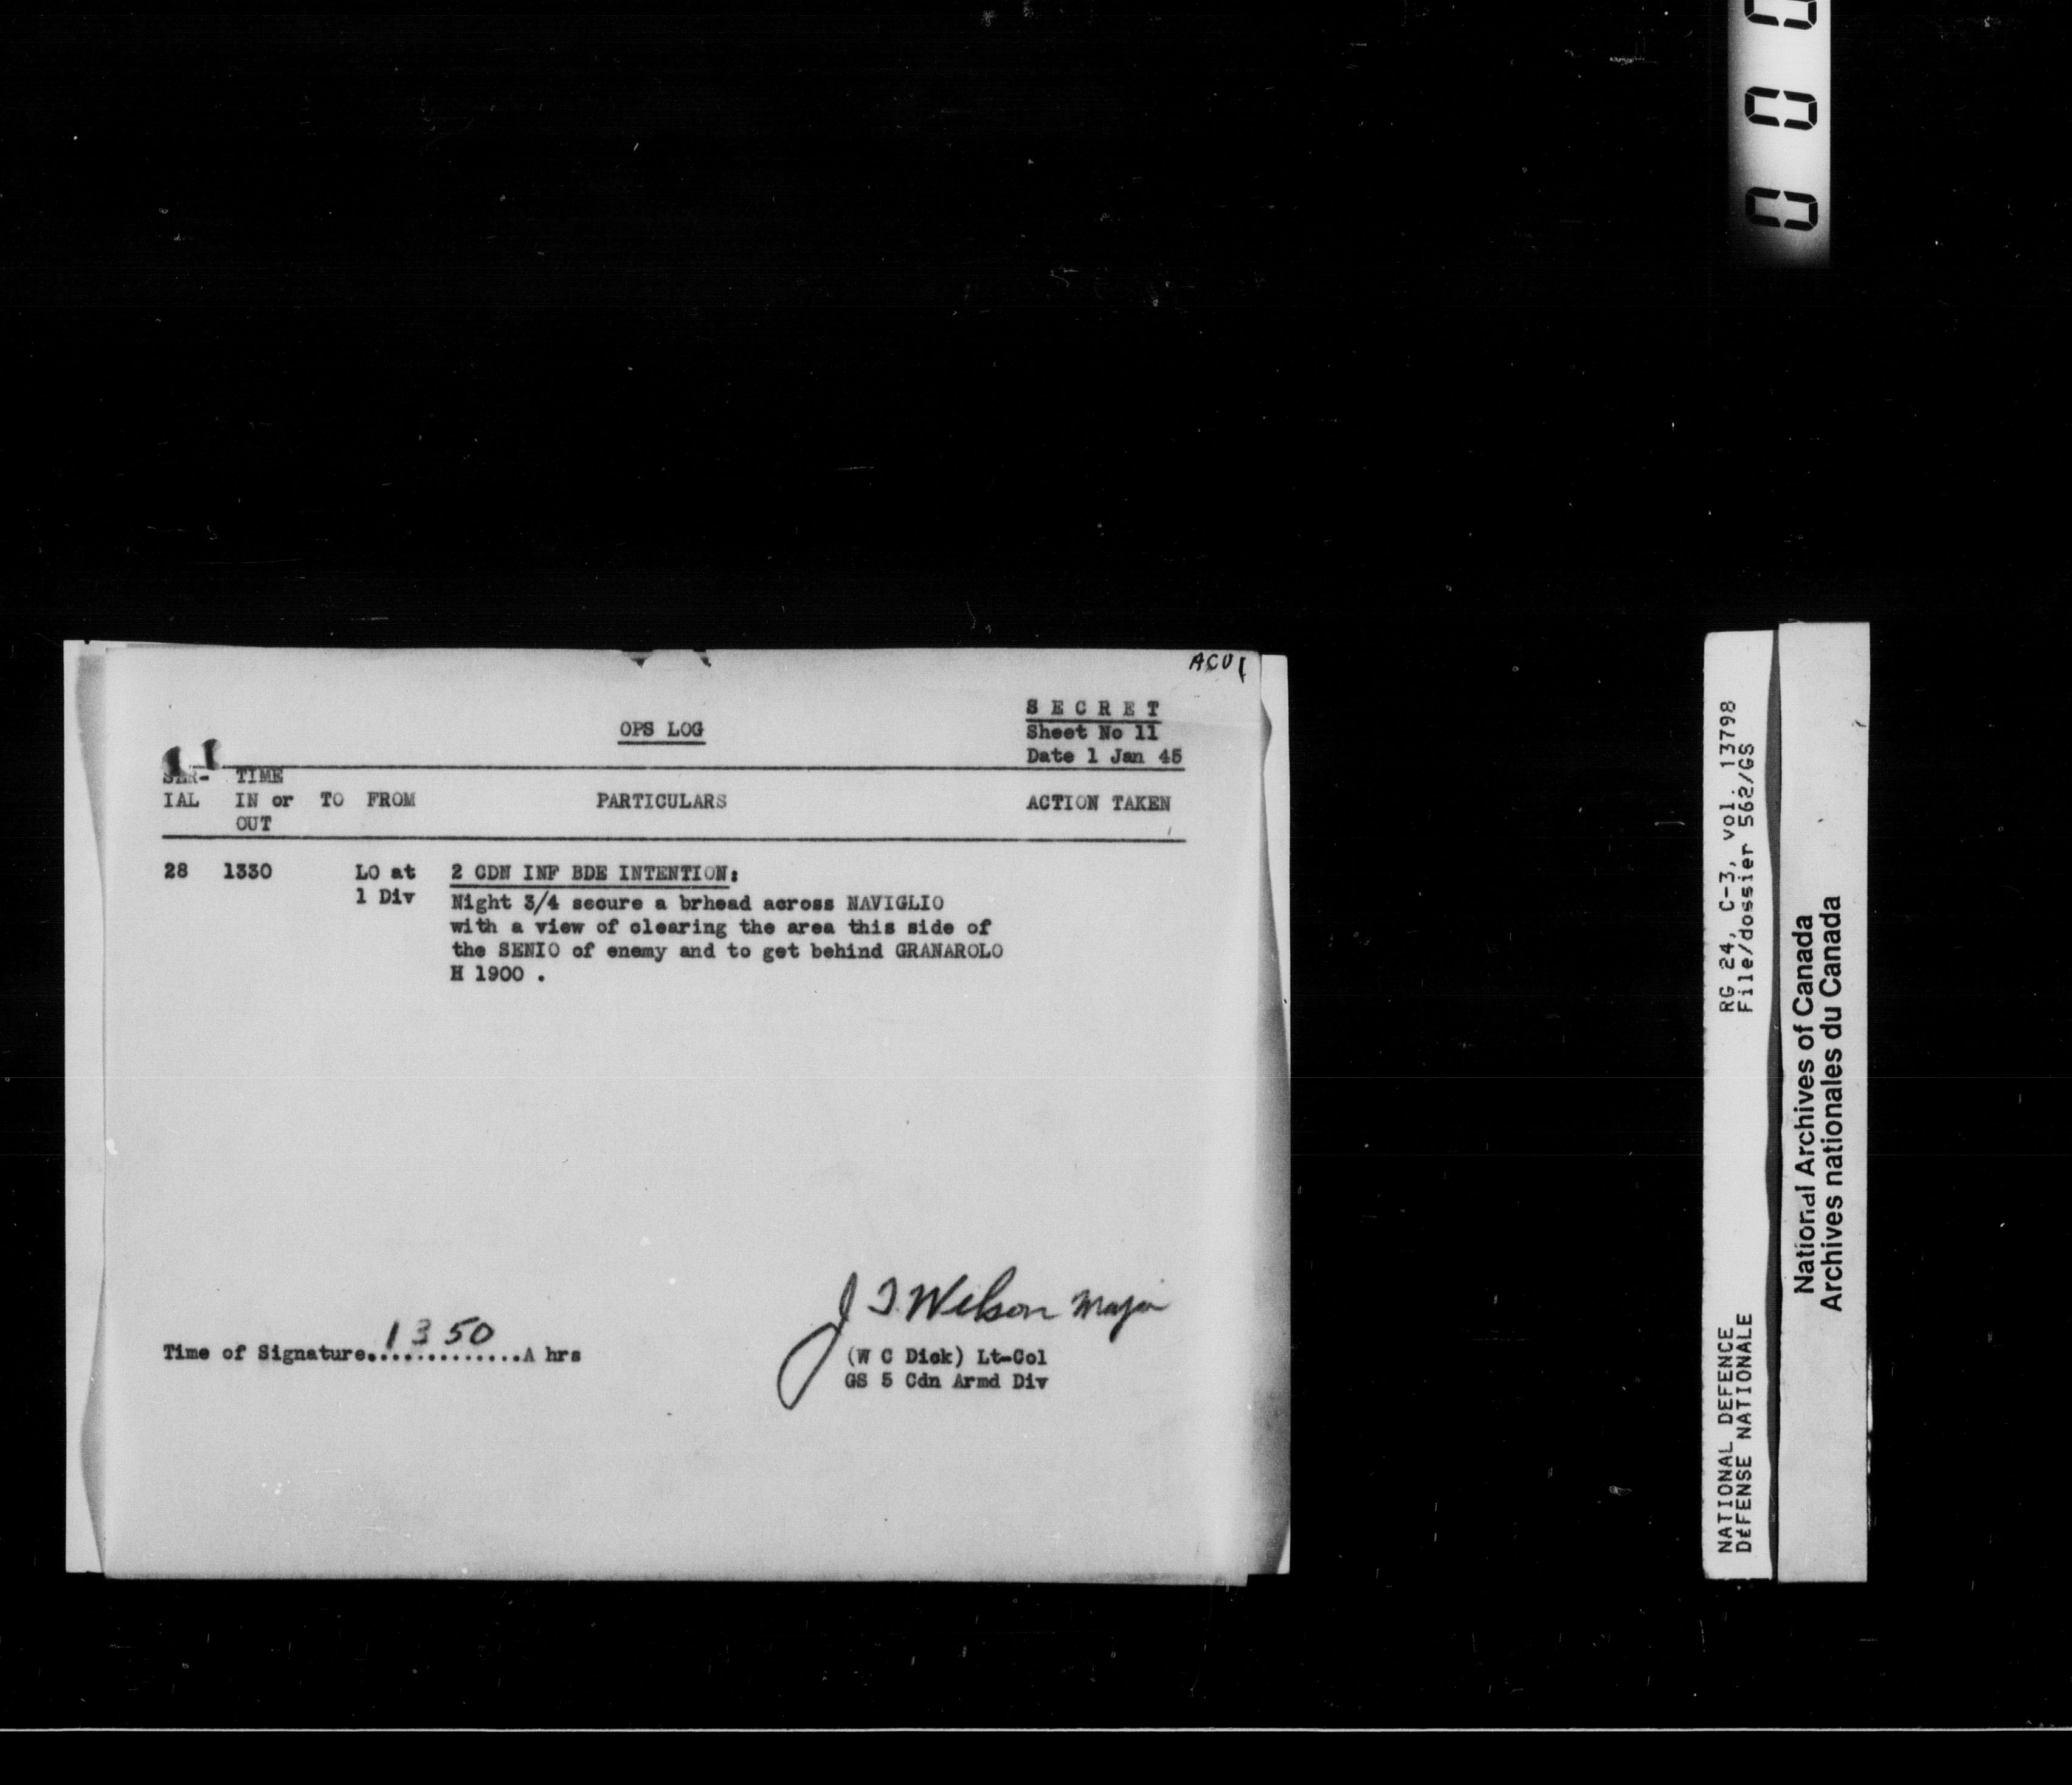 ACU
S E C R E T
OPS LOG
Sheet No 11
Date 1 Jan 45
SER- TIME
IAL IN or TO FROM PARTICULARS ACTION TAKEN
OUT
28 1330 LO at 2 CDN INF BDE INTENTION:
1 Div Night 3/4 secure a brhead across NAVIGLIO
with a view of clearing the area this side of
the SENIO of enemy and to get behind GRANAROLO
H 1900 .
J T Wilson Major
Time of Signature..1350..A hrs
(W C Dick) Lt-Col
GS 5 Cdn Armd Div
0 0 0
RG 24, C-3, vol. 13798
File/dossier 562/GS
NATIONAL DEFENCE
DÉFENSE NATIONALE
National Archives of Canada
Archives nationales du Canada